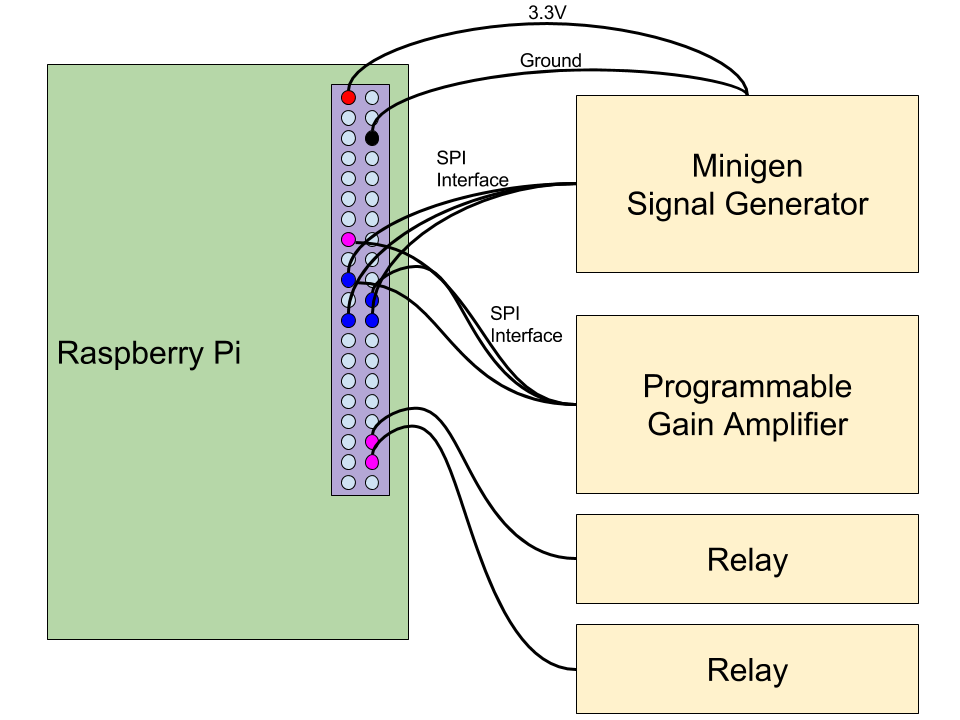 3.3V
Ground
SPI
Interface
Minigen
Signal Generator
SPI
Interface
Raspberry Pi
Programmable
Gain Amplifier
Relay
Relay